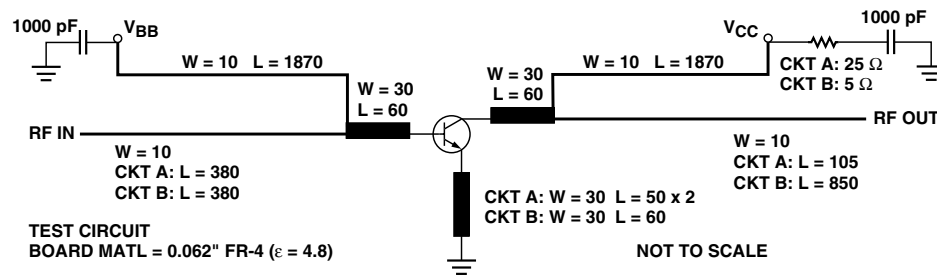 1000 pF
VBB
W = 10 L = 1870
W = 30
L = 60
RF IN
W = 10
CKT A: L = 380
CKT B: L = 380
TEST CIRCUIT
BOARD MATL = 0.062" FR-4 (ε = 4.8)
W = 30
L = 60
W = 10 L = 1870
VCC
1000 pF
CKT A: 25 Ω
CKT B: 5 Ω
RF OUT
W = 10
CKT A: L = 105
CKT B: L = 850
CKT A: W = 30 L = 50 x 2
CKT B: W = 30 L = 60
NOT TO SCALE